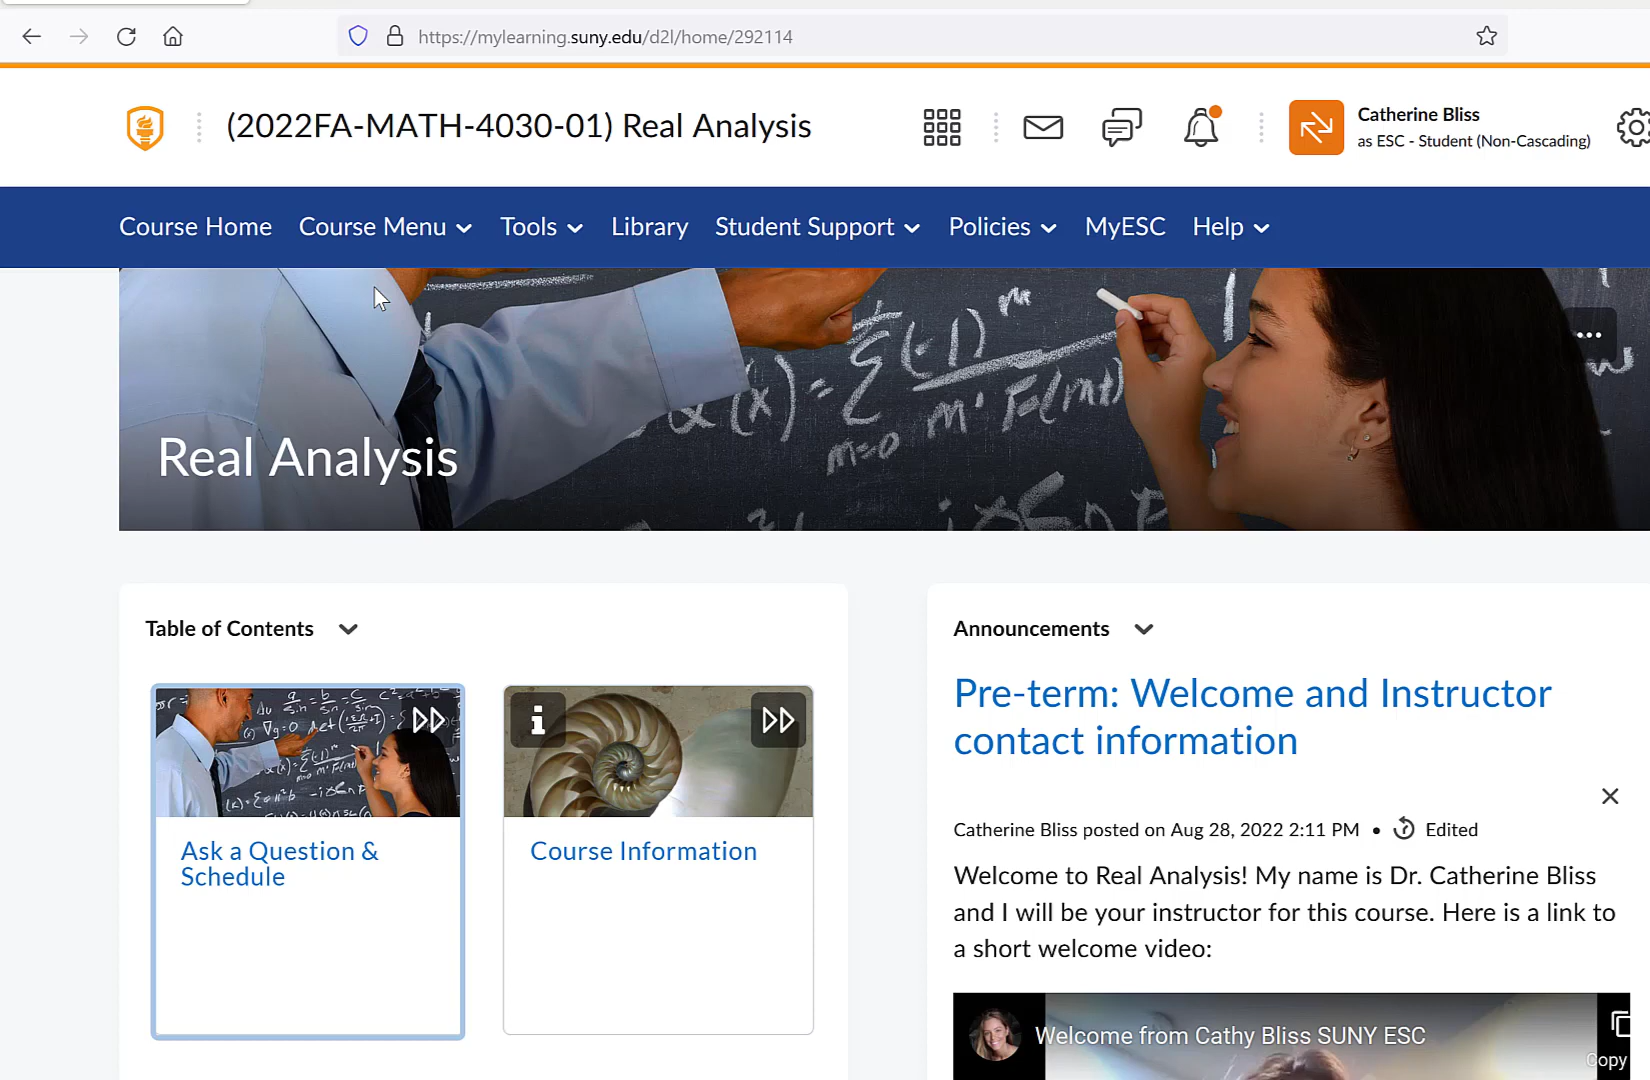 https://mylearning.suny.edu/d2l/home/292114
(2022FA-MATH-4030-01) Real Analysis
Catherine Bliss
as ESC - Student (Non-Cascading)
Course Home Course Menu Tools Library Student Support Policies MyESC Help
Real Analysis
Table of Contents
Ask a Question &
Schedule
Course Information
Announcements
Pre-term: Welcome and Instructor
contact information
Catherine Bliss posted on Aug 28, 2022 2:11 PM • Edited
Welcome to Real Analysis! My name is Dr. Catherine Bliss
and I will be your instructor for this course. Here is a link to
a short welcome video:
Welcome from Cathy Bliss SUNY ESC
Copy